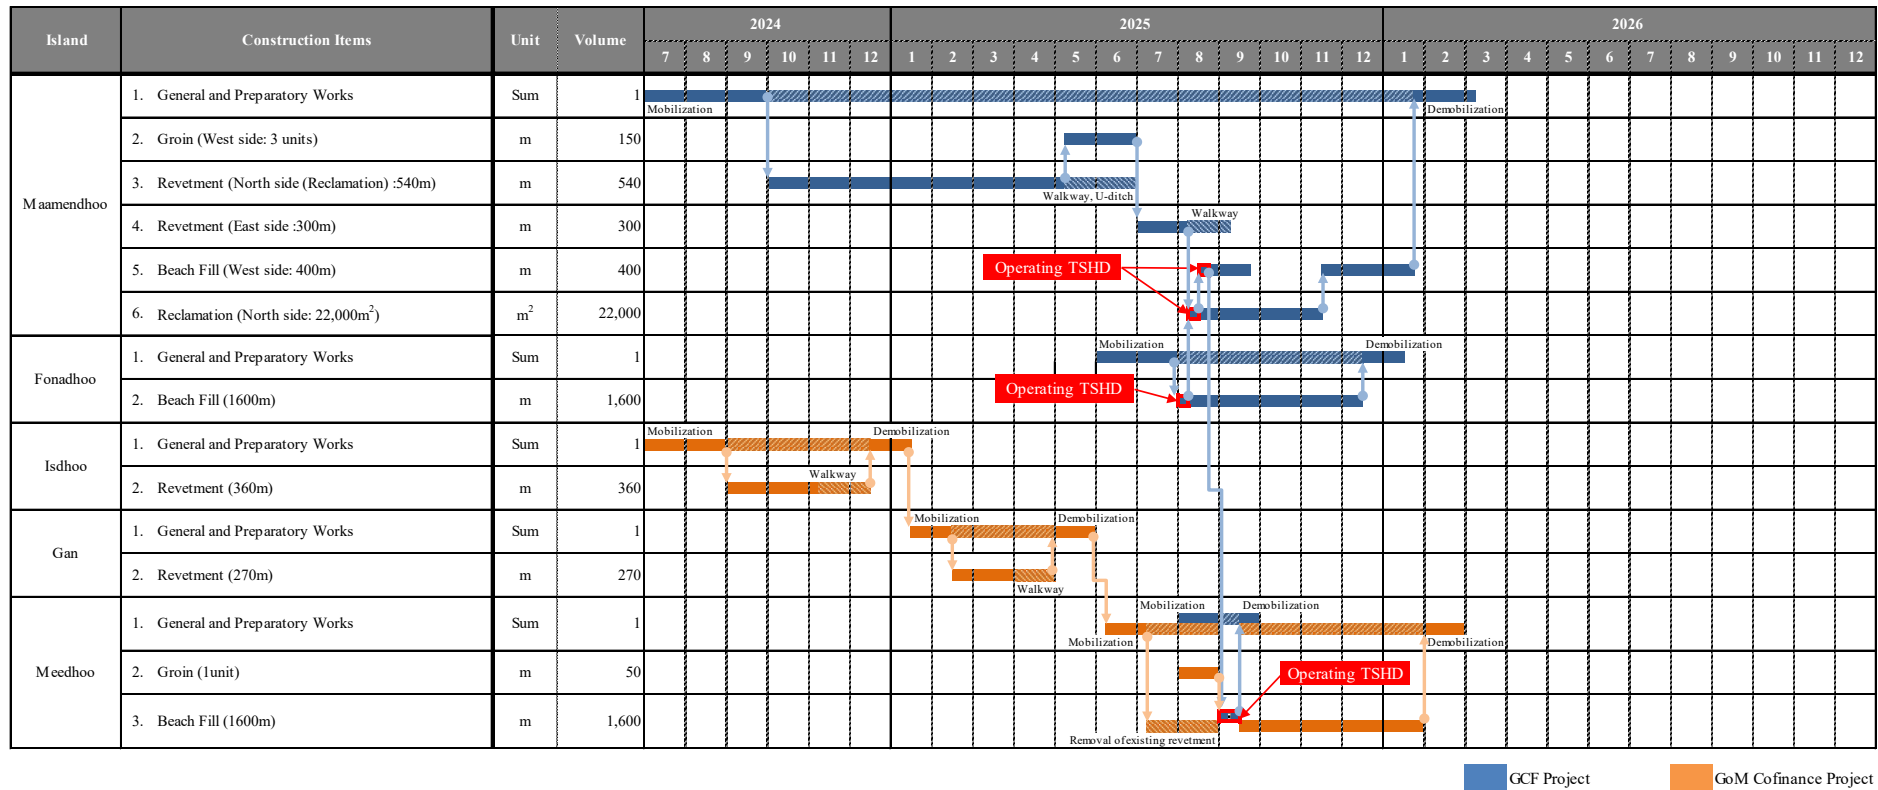 Island Construction Items Unit Volume 2024 2025 2026
7 8 9 10 11 12 1 2 3 4 5 6 7 8 9 10 11 12 1 2 3 4 5 6 7 8 9 10 11 12
Maamendhoo
1. General and Preparatory Works Sum 1
Mobilization Demobilization
2. Groin (West side: 3 units) m 150
3. Revetment (North side (Reclamation) :540m) m 540
Walkway, U-ditch
4. Revetment (East side :300m) m 300
Walkway
5. Beach Fill (West side: 400m) m 400
Operating TSHD
6. Reclamation (North side: 22,000m²) m² 22,000
Fonadhoo
1. General and Preparatory Works Sum 1
Mobilization Demobilization
2. Beach Fill (1600m) m 1,600
Operating TSHD
Isdhoo
1. General and Preparatory Works Sum 1
Mobilization Demobilization
2. Revetment (360m) m 360
Walkway
Gan
1. General and Preparatory Works Sum 1
Mobilization Demobilization
2. Revetment (270m) m 270
Walkway
Meedhoo
1. General and Preparatory Works Sum 1
Mobilization Demobilization
Mobilization Demobilization
2. Groin (1unit) m 50
Operating TSHD
3. Beach Fill (1600m) m 1,600
Removal of existing revetment
GCF Project GoM Cofinance Project